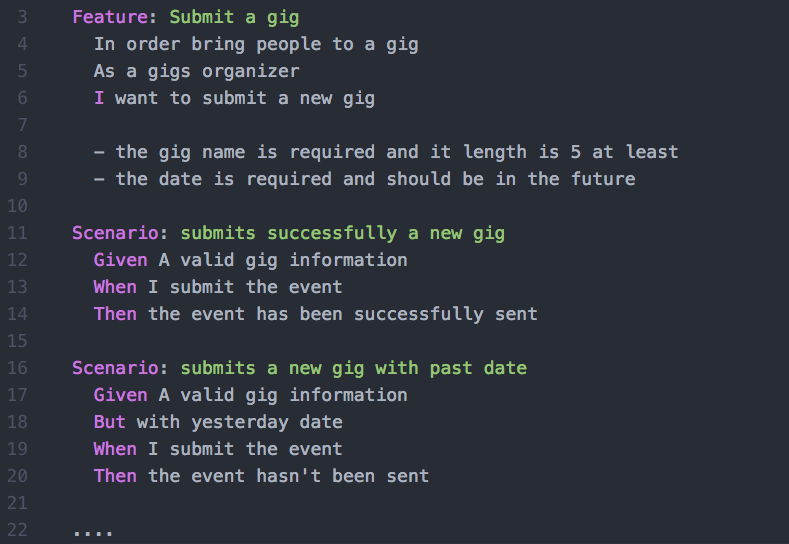 3 Feature: Submit a gig
4 In order bring people to a gig
5 As a gigs organizer
6 I want to submit a new gig
7
8 - the gig name is required and it length is 5 at least
9 - the date is required and should be in the future
10
11 Scenario: submits successfully a new gig
12 Given A valid gig information
13 When I submit the event
14 Then the event has been successfully sent
15
16 Scenario: submits a new gig with past date
17 Given A valid gig information
18 But with yesterday date
19 When I submit the event
20 Then the event hasn't been sent
21
22 ....